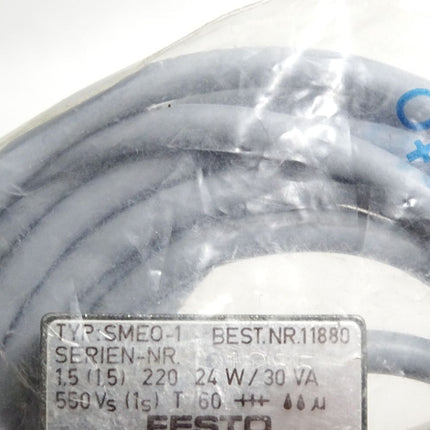 TYP:SMEO-1 BEST.NR.11880
SERIEN-NR.
1,5 (1,5) 220 24 W/30 VA
550 Vs (1s) T 60
FESTO